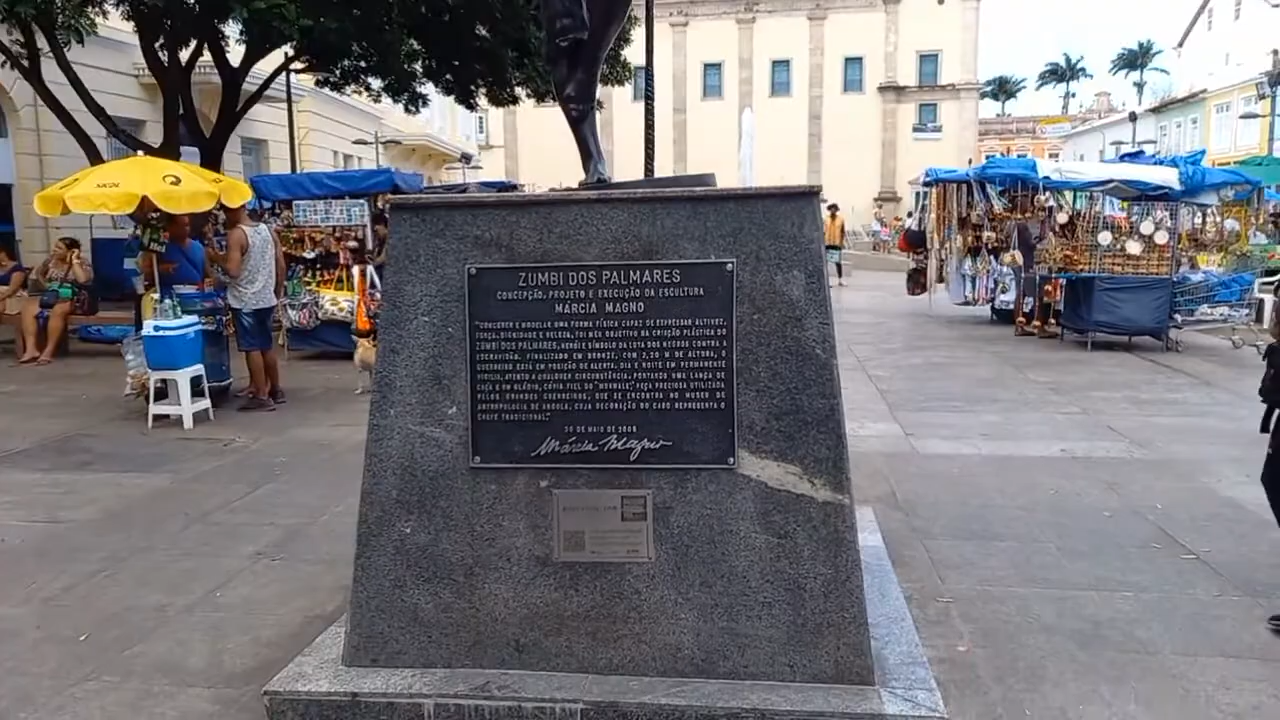 ZUMBI DOS PALMARES
CONCEPÇÃO, PROJETO E EXECUÇÃO DA ESCULTURA
MÁRCIA MAGNO
"CONCEBER E MODELAR UMA FORMA FÍSICA CAPAZ DE EXPRESSAR ALTIVEZ,
FORÇA, DIGNIDADE E BELEZA, FOI MEU OBJETIVO NA CRIAÇÃO PLÁSTICA DO
ZUMBI DOS PALMARES, HERÓI E SÍMBOLO DA LUTA DOS NEGROS CONTRA A
ESCRAVIDÃO. FINALIZADO EM BRONZE, COM 2,20 M DE ALTURA, O
GUERREIRO ESTÁ EM POSIÇÃO DE ALERTA, DIA E NOITE EM PERMANENTE
VIGÍLIA, ATENTO A QUALQUER CIRCUNSTÂNCIA, PORTANDO UMA LANÇA DE
CAÇA E UM GLÁDIO, CÓPIA FIEL DO PEÇA PRECIOSA UTILIZADA
PELOS GRANDES GUERREIROS, QUE SE ENCONTRA NO MUSEU DE
ANTROPOLOGIA DE ANGOLA, CUJA DECORAÇÃO DO CABO REPRESENTA O
CHEFE TRADICIONAL."
30 DE MAIO DE 2008
Márcia Magno
SKOL